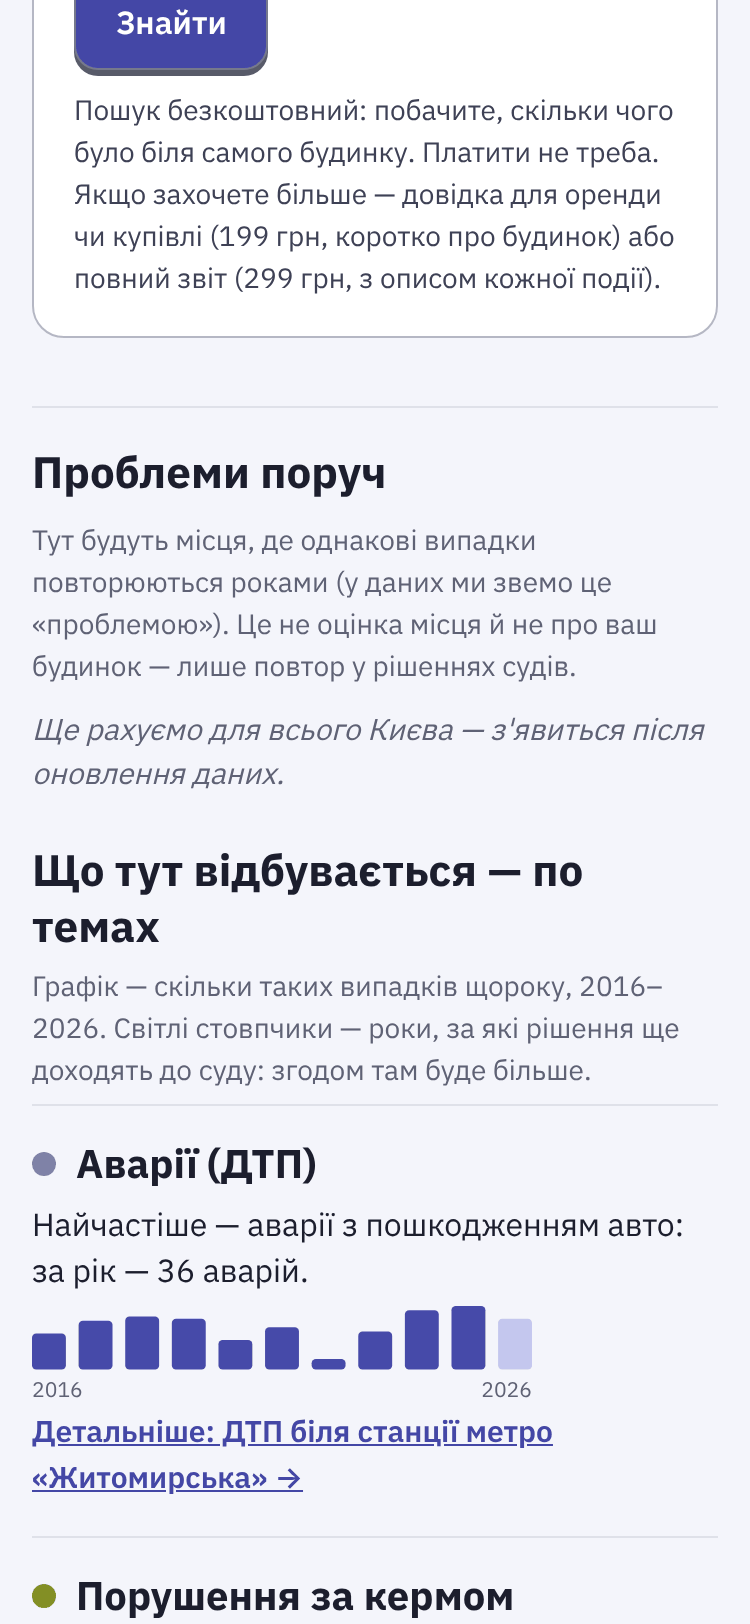 Знайти
Пошук безкоштовний: побачите, скільки чого
було біля самого будинку. Платити не треба.
Якщо захочете більше — довідка для оренди
чи купівлі (199 грн, коротко про будинок) або
повний звіт (299 грн, з описом кожної події).
Проблеми поруч
Тут будуть місця, де однакові випадки
повторюються роками (у даних ми звемо це
«проблемою»). Це не оцінка місця й не про ваш
будинок — лише повтор у рішеннях судів.
Ще рахуємо для всього Києва — з'явиться після
оновлення даних.
Що тут відбувається — по
темах
Графік — скільки таких випадків щороку, 2016–
2026. Світлі стовпчики — роки, за які рішення ще
доходять до суду: згодом там буде більше.
Аварії (ДТП)
Найчастіше — аварії з пошкодженням авто:
за рік — 36 аварій.
2016 2026
Детальніше: ДТП біля станції метро
«Житомирська» →
Порушення за кермом